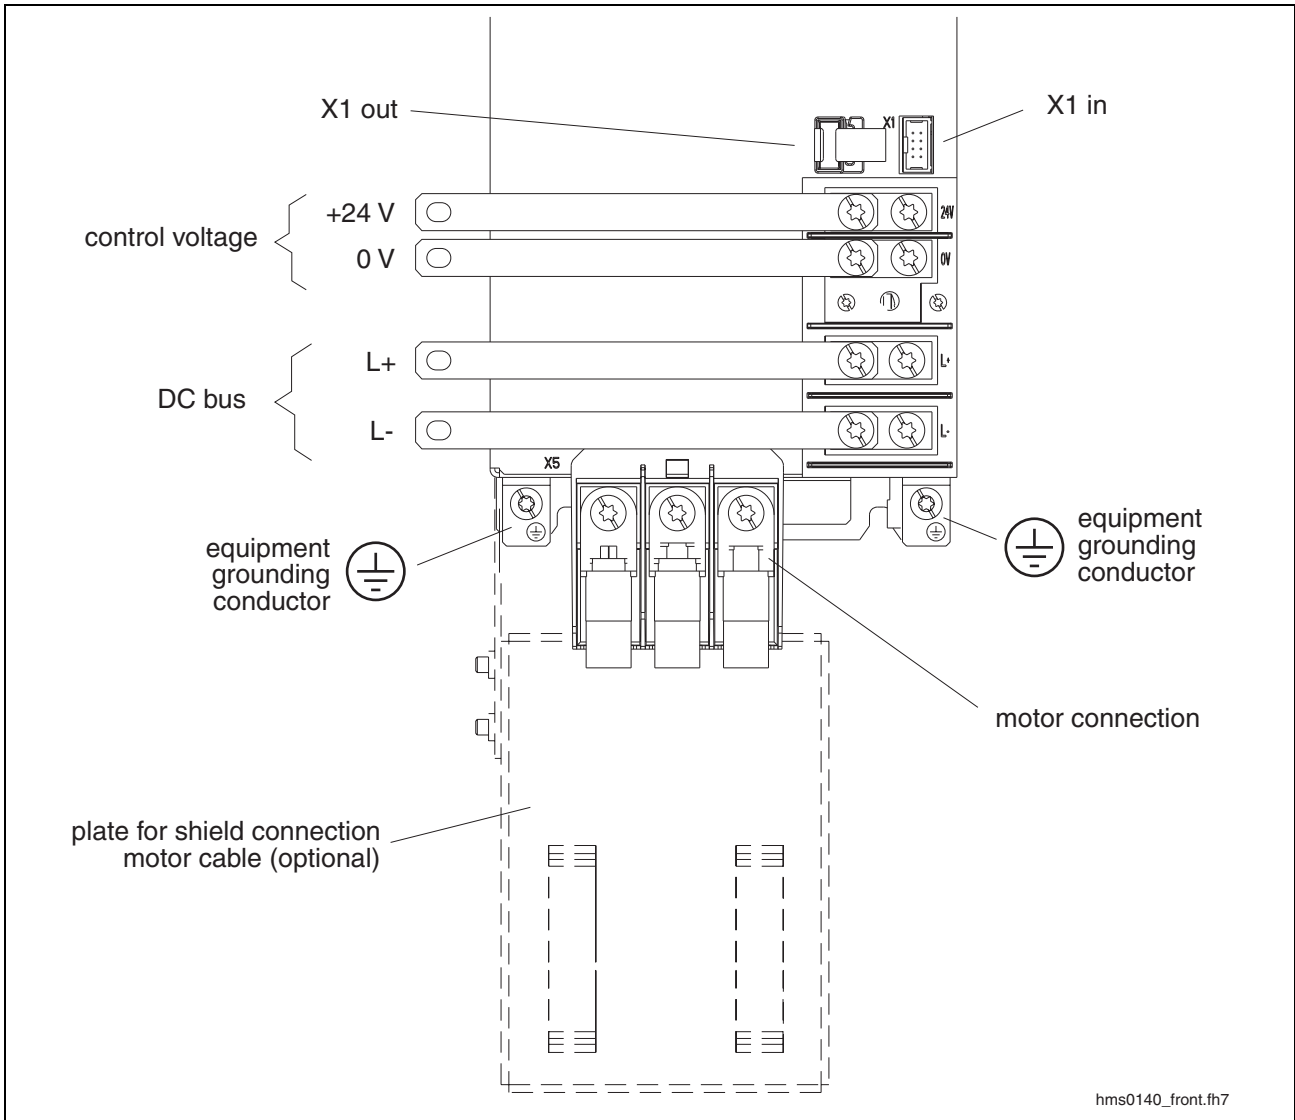 X1 out
X1
X1 in
+24 V
24V
control voltage
0 V
0V
L+
L+
DC bus
L-
L-
X5
equipment
grounding
conductor
equipment
grounding
conductor
motor connection
plate for shield connection
motor cable (optional)
hms0140_front.fh7